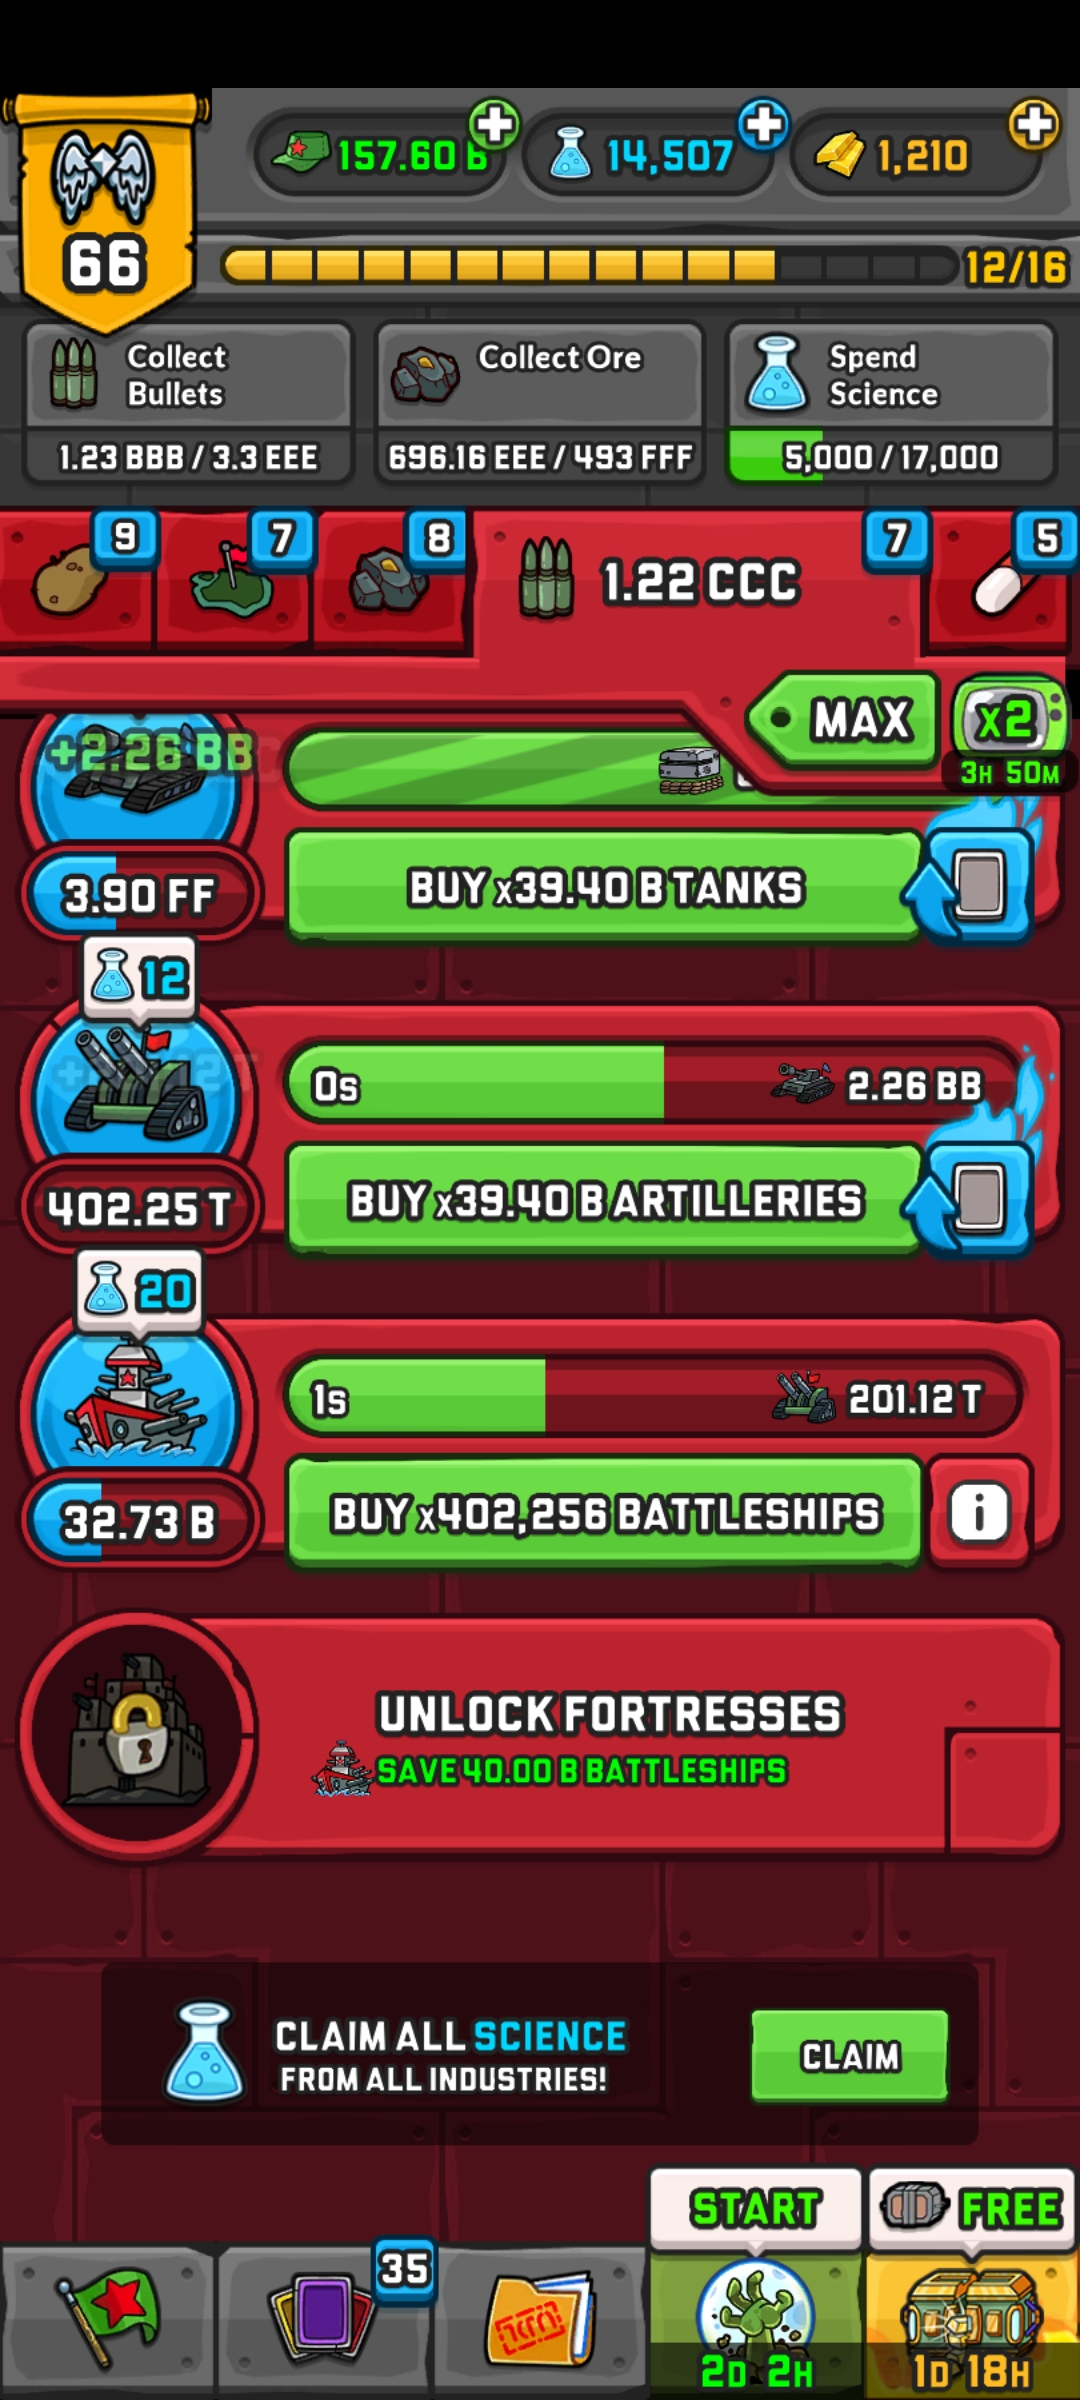 157.60 B
14,507
1,210
66
12/16
Collect
Bullets
1.23 BBB / 3.3 EEE
Collect Ore
696.16 EEE / 493 FFF
Spend
Science
5,000 / 17,000
9
7
8
1.22 CCC
7
5
MAX
x2
3H 50M
+2.26 BB
3.90 FF
BUY x39.40 B TANKS
12
0s
2.26 BB
402.25 T
BUY x39.40 B ARTILLERIES
20
1s
201.12 T
32.73 B
BUY x402,256 BATTLESHIPS
i
UNLOCK FORTRESSES
SAVE 40.00 B BATTLESHIPS
CLAIM ALL SCIENCE
FROM ALL INDUSTRIES!
CLAIM
START
FREE
35
2D 2H
1D 18H